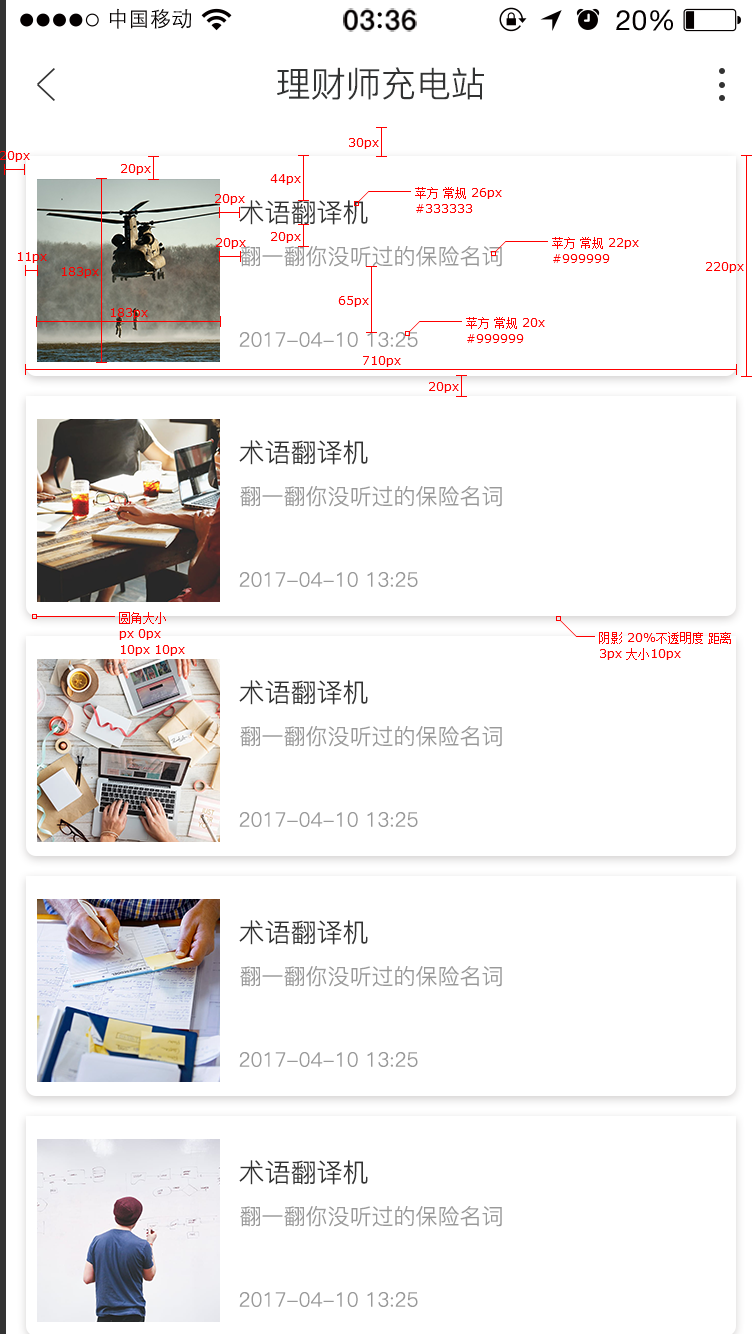 中国移动 03:36 20%
理财师充电站
30px
20px
20px
44px
苹方 常规 26px
#333333
20px
术语翻译机
20px
20px
苹方 常规 22px
#999999
翻一翻你没听过的保险名词
11px
183px
220px
183px
65px
苹方 常规 20x
#999999
2017-04-10 13:25
710px
20px
术语翻译机
翻一翻你没听过的保险名词
2017-04-10 13:25
圆角大小
px 0px
10px 10px
阴影 20%不透明度 距离
3px 大小10px
术语翻译机
翻一翻你没听过的保险名词
2017-04-10 13:25
术语翻译机
翻一翻你没听过的保险名词
2017-04-10 13:25
术语翻译机
翻一翻你没听过的保险名词
2017-04-10 13:25